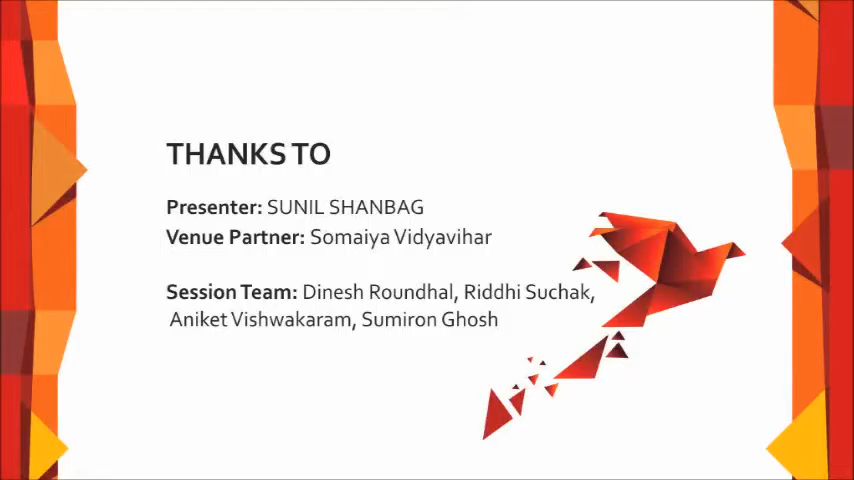 THANKS TO
Presenter: SUNIL SHANBAG
Venue Partner: Somaiya Vidyavihar
Session Team: Dinesh Roundhal, Riddhi Suchak,
Aniket Vishwakaram, Sumiron Ghosh